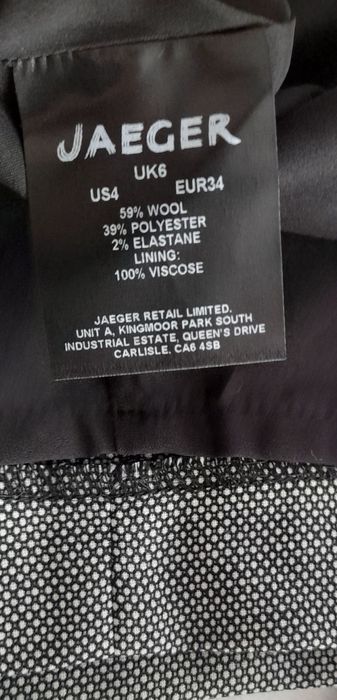 JAEGER
UK6
US4 EUR34
59% WOOL
39% POLYESTER
2% ELASTANE
LINING:
100% VISCOSE
JAEGER RETAIL LIMITED.
UNIT A, KINGMOOR PARK SOUTH
INDUSTRIAL ESTATE, QUEEN'S DRIVE
CARLISLE. CA6 4SB